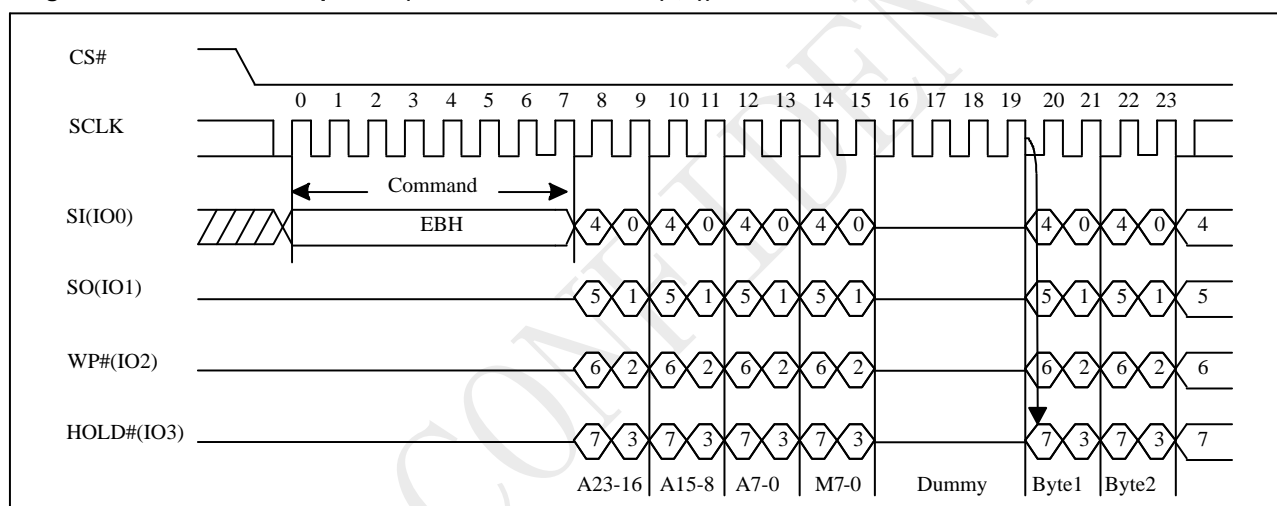 CS#
0 1 2 3 4 5 6 7 8 9 10 11 12 13 14 15 16 17 18 19 20 21 22 23
SCLK
Command
SI(IO0) EBH 4 0 4 0 4 0 4 0 4 0 4 0 4
SO(IO1) 5 1 5 1 5 1 5 1 5 1 5 1 5
WP#(IO2) 6 2 6 2 6 2 6 2 6 2 6 2 6
HOLD#(IO3) 7 3 7 3 7 3 7 3 7 3 7 3 7
A23-16 A15-8 A7-0 M7-0 Dummy Byte1 Byte2
CONFIDEN